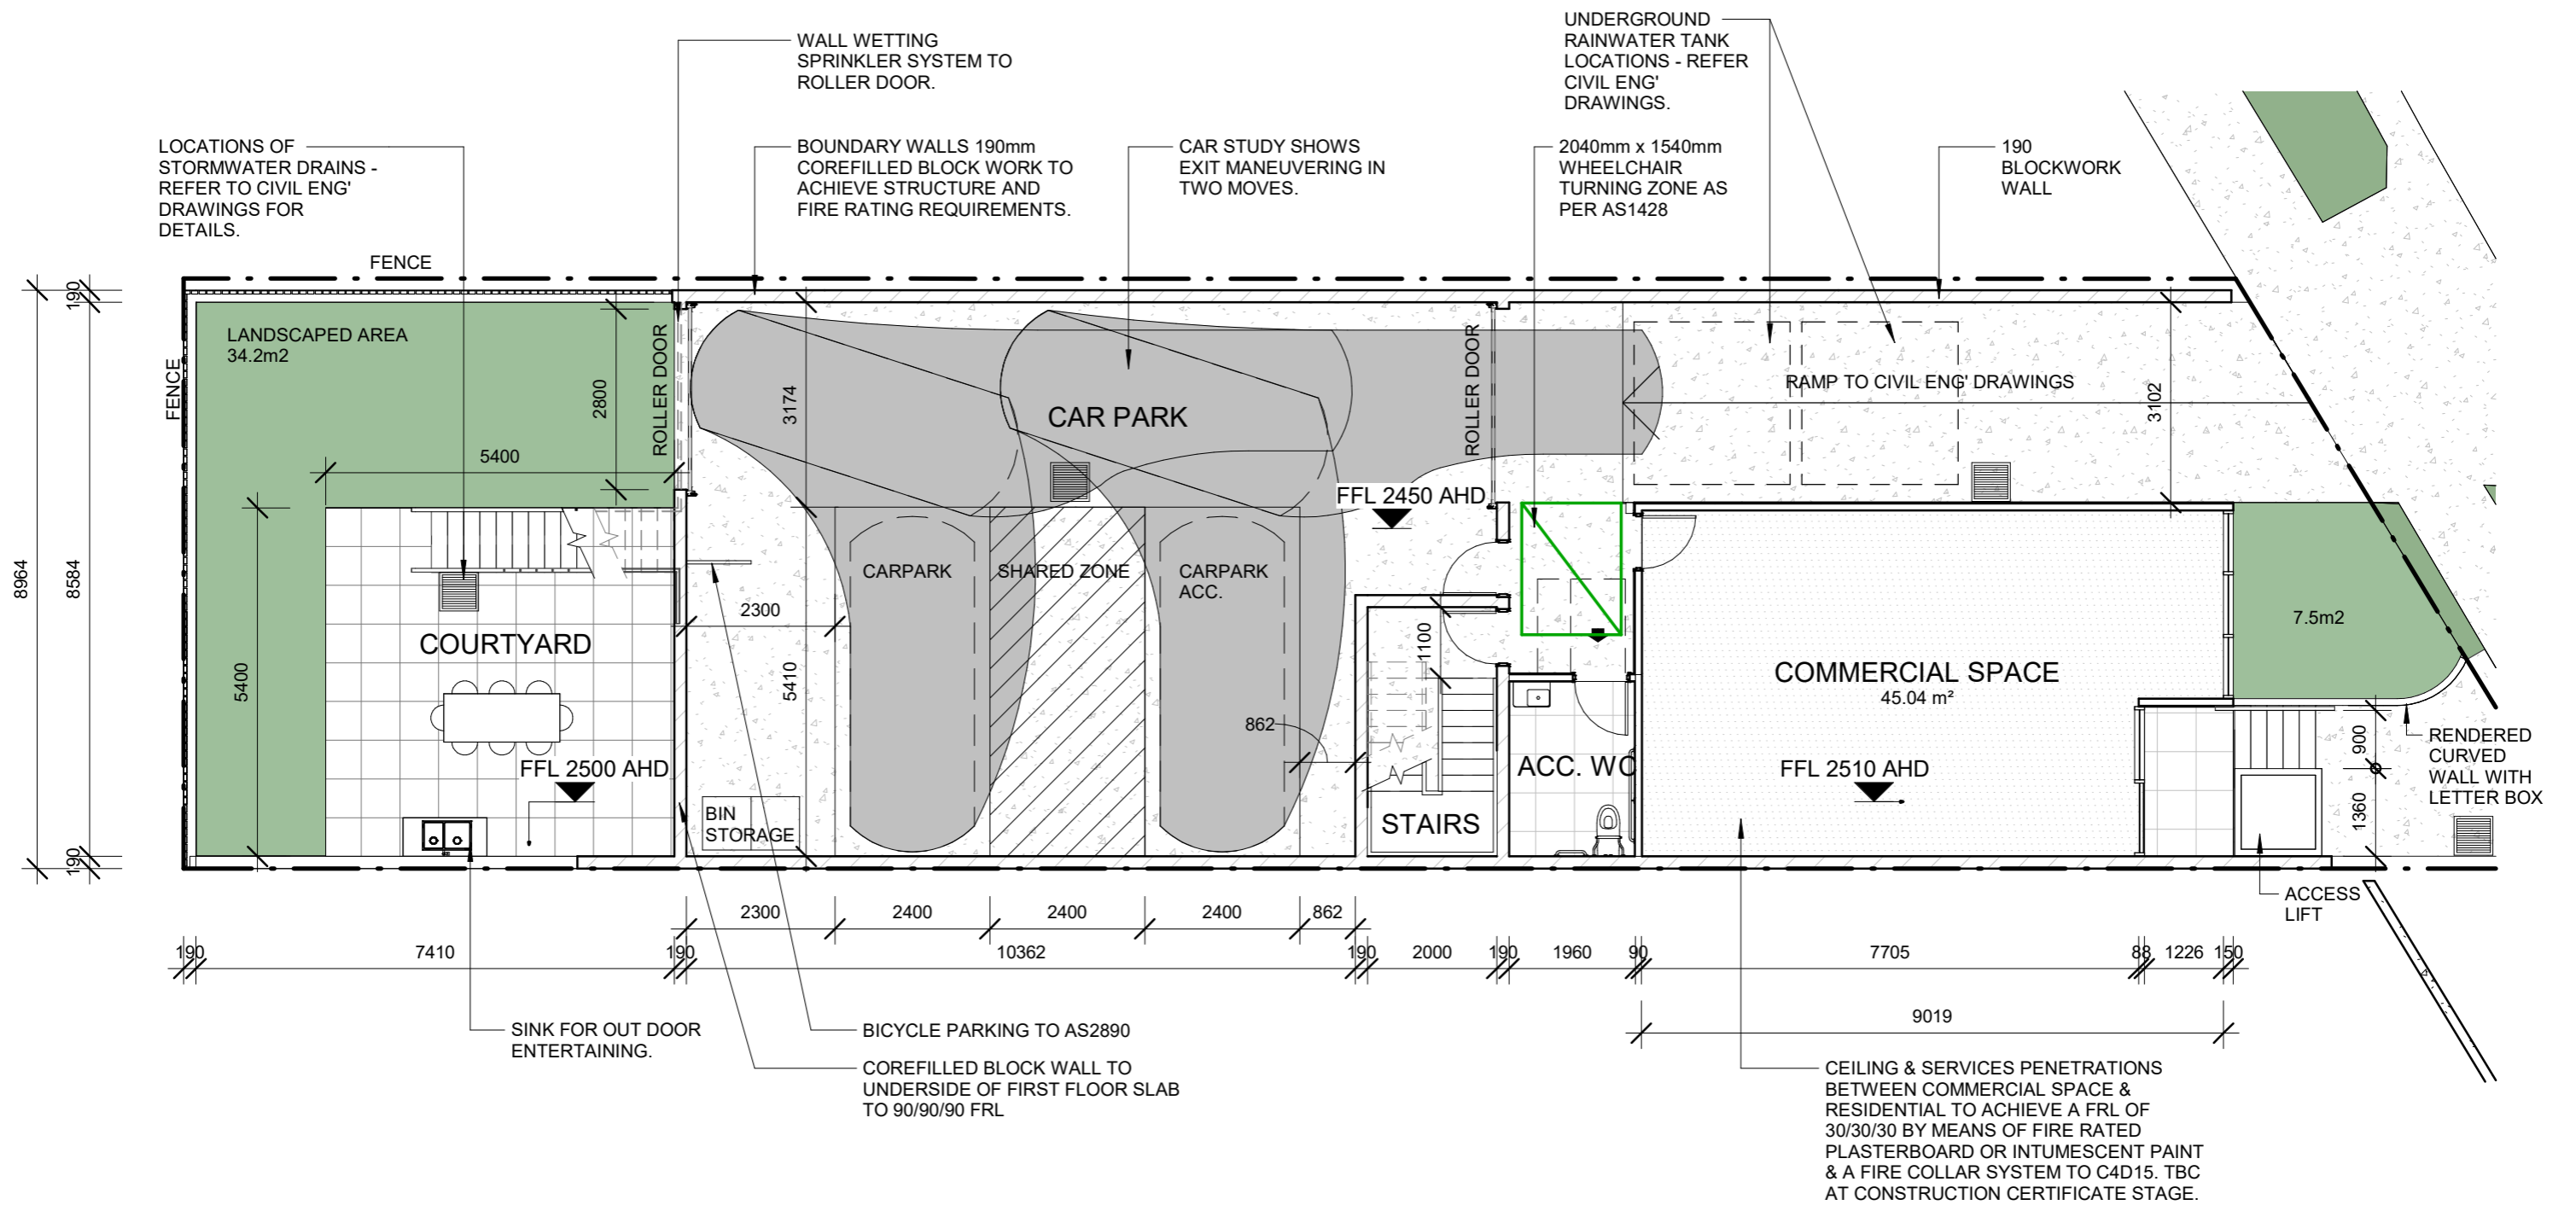 UNDERGROUND
RAINWATER TANK
LOCATIONS - REFER
CIVIL ENG'
DRAWINGS.
WALL WETTING
SPRINKLER SYSTEM TO
ROLLER DOOR.
LOCATIONS OF
STORMWATER DRAINS -
REFER TO CIVIL ENG'
DRAWINGS FOR
DETAILS.
BOUNDARY WALLS 190mm
COREFILLED BLOCK WORK TO
ACHIEVE STRUCTURE AND
FIRE RATING REQUIREMENTS.
CAR STUDY SHOWS
EXIT MANEUVERING IN
TWO MOVES.
2040mm x 1540mm
WHEELCHAIR
TURNING ZONE AS
PER AS1428
190
BLOCKWORK
WALL
FENCE
190
8964
8584
190
FENCE
LANDSCAPED AREA
34.2m2
2800
ROLLER DOOR
5400
3174
CAR PARK
ROLLER DOOR
RAMP TO CIVIL ENG' DRAWINGS
3102
FFL 2450 AHD
5400
COURTYARD
FFL 2500 AHD
2300
5410
CARPARK
SHARED ZONE
CARPARK
ACC.
862
1100
BIN
STORAGE
STAIRS
ACC. WC
COMMERCIAL SPACE
45.04 m²
FFL 2510 AHD
7.5m2
900
1360
RENDERED
CURVED
WALL WITH
LETTER BOX
ACCESS
LIFT
2300
2400
2400
2400
862
190
7410
190
10362
190
2000
190
1960
90
7705
88
1226
150
9019
SINK FOR OUT DOOR
ENTERTAINING.
BICYCLE PARKING TO AS2890
COREFILLED BLOCK WALL TO
UNDERSIDE OF FIRST FLOOR SLAB
TO 90/90/90 FRL
CEILING & SERVICES PENETRATIONS
BETWEEN COMMERCIAL SPACE &
RESIDENTIAL TO ACHIEVE A FRL OF
30/30/30 BY MEANS OF FIRE RATED
PLASTERBOARD OR INTUMESCENT PAINT
& A FIRE COLLAR SYSTEM TO C4D15. TBC
AT CONSTRUCTION CERTIFICATE STAGE.